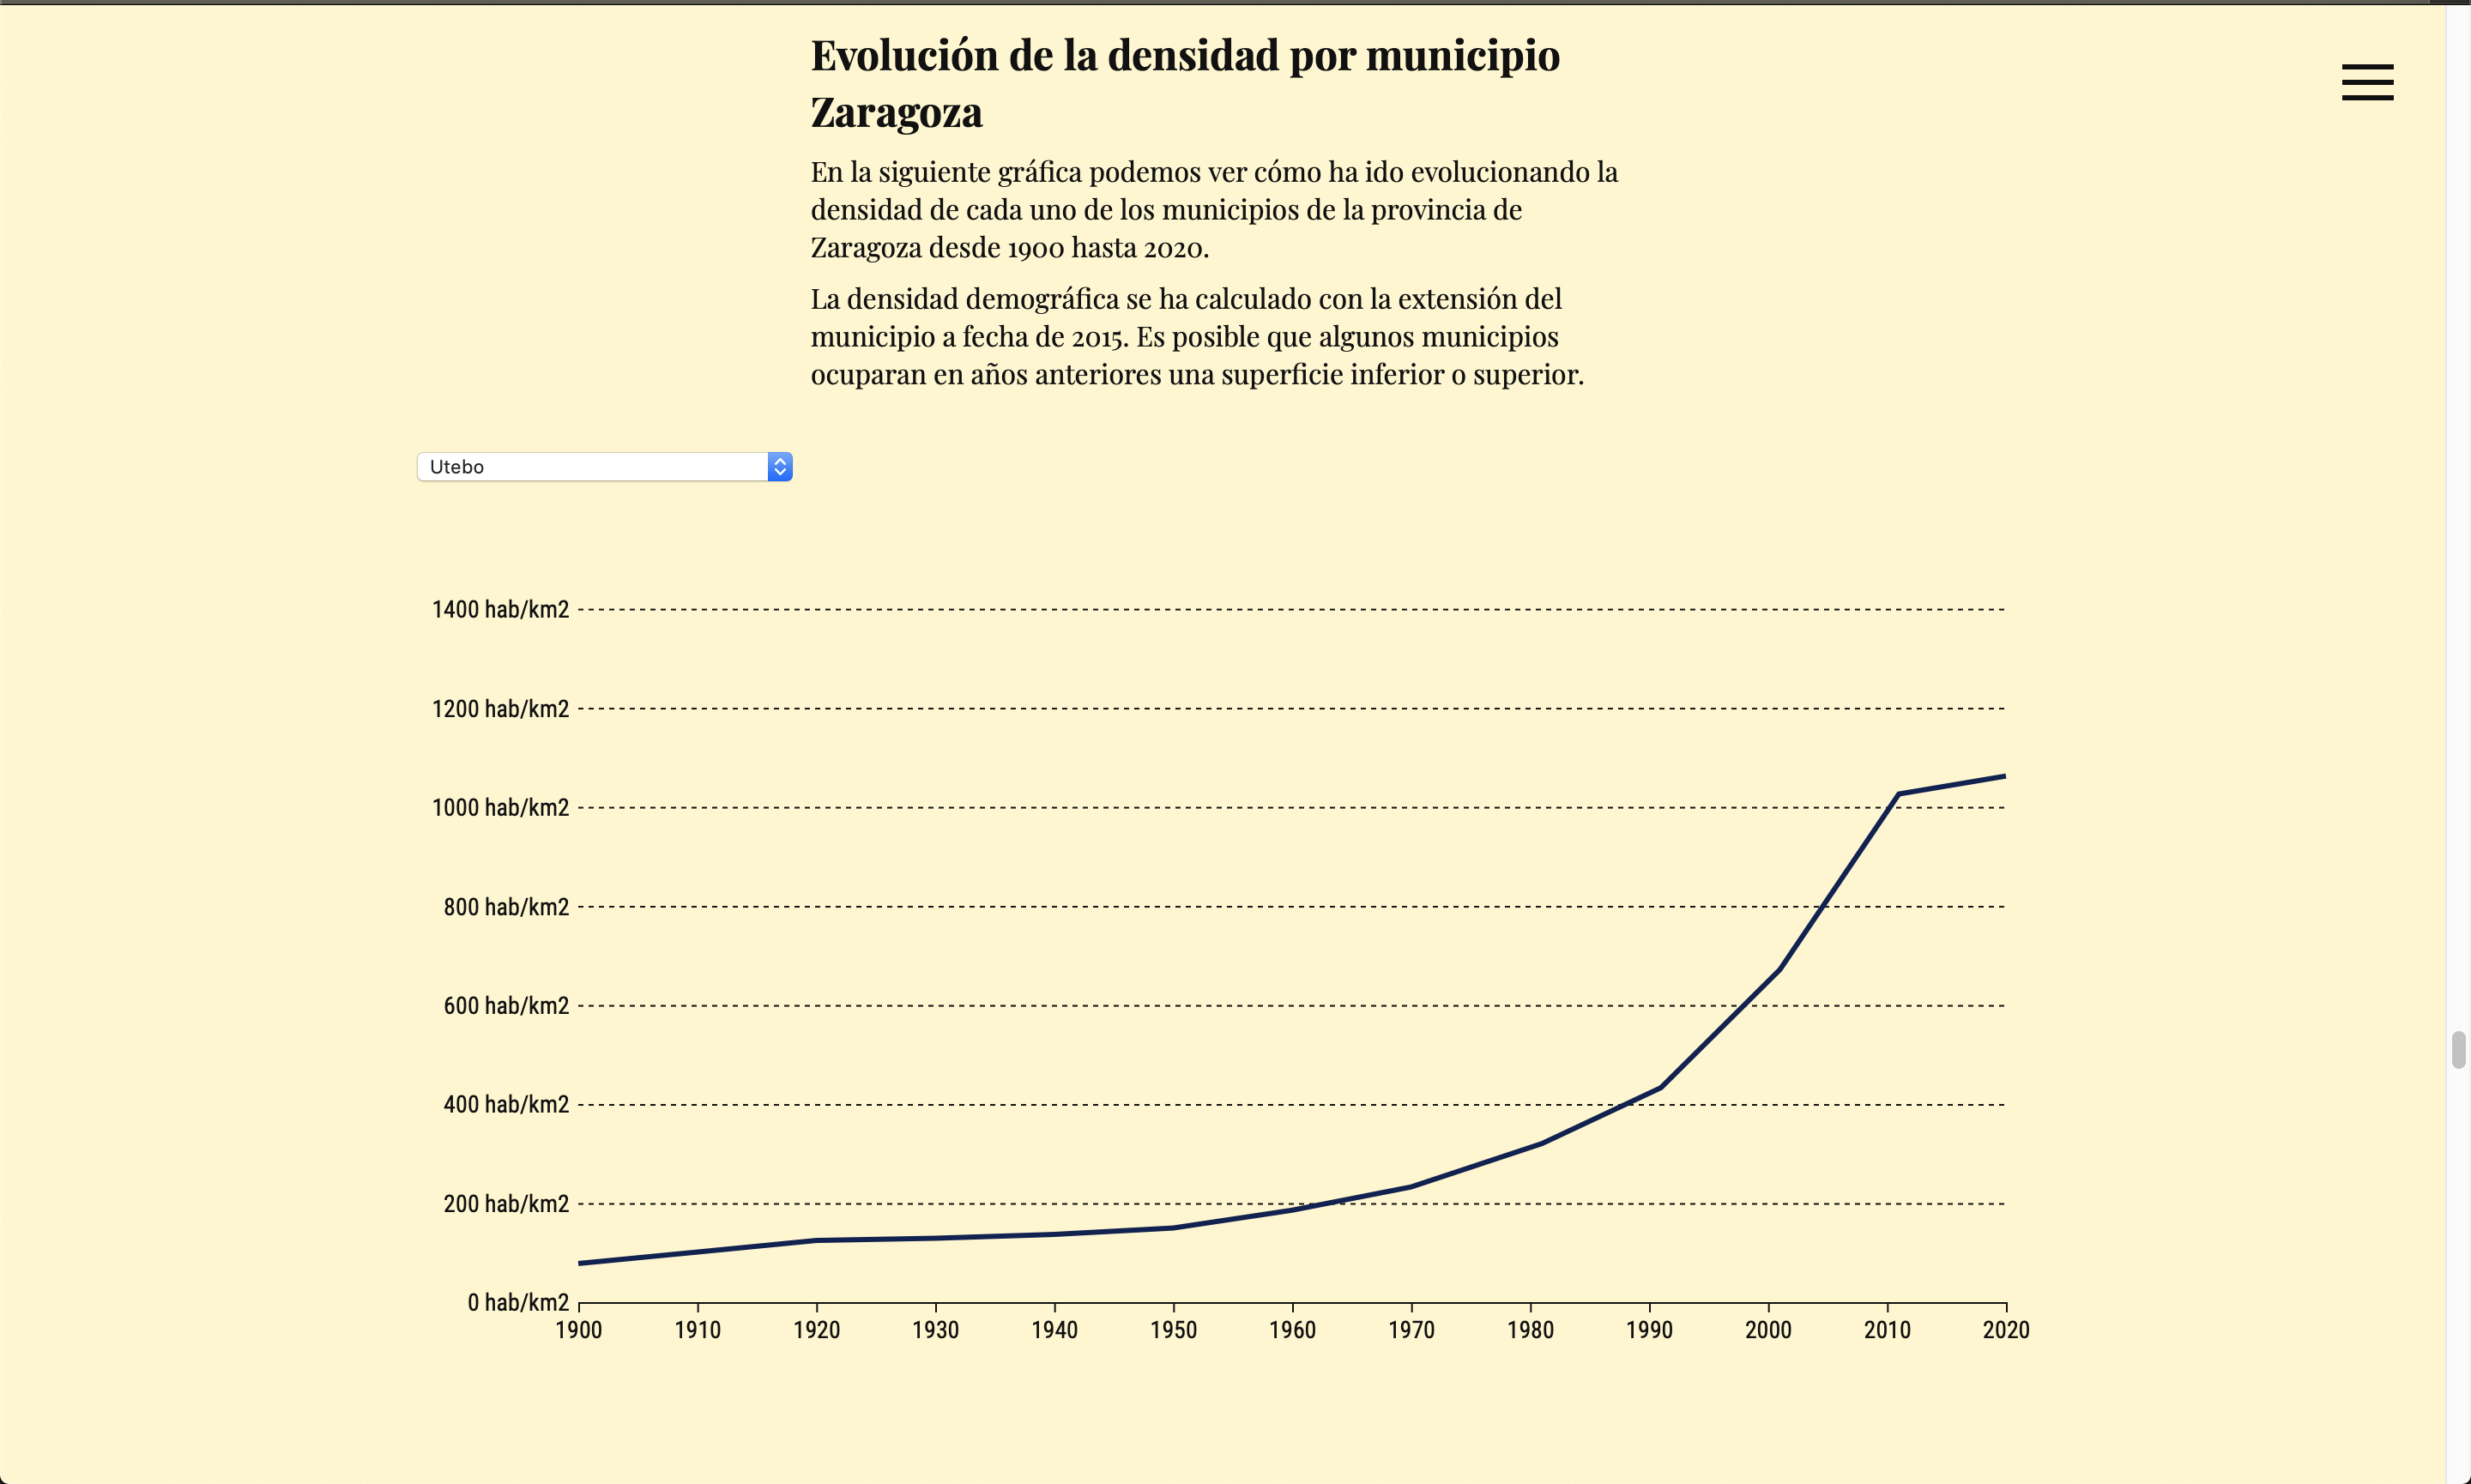 Evolución de la densidad por municipio
Zaragoza
En la siguiente gráfica podemos ver cómo ha ido evolucionando la
densidad de cada uno de los municipios de la provincia de
Zaragoza desde 1900 hasta 2020.
La densidad demográfica se ha calculado con la extensión del
municipio a fecha de 2015. Es posible que algunos municipios
ocuparan en años anteriores una superficie inferior o superior.
Utebo
1400 hab/km2
1200 hab/km2
1000 hab/km2
800 hab/km2
600 hab/km2
400 hab/km2
200 hab/km2
0 hab/km2
1900 1910 1920 1930 1940 1950 1960 1970 1980 1990 2000 2010 2020